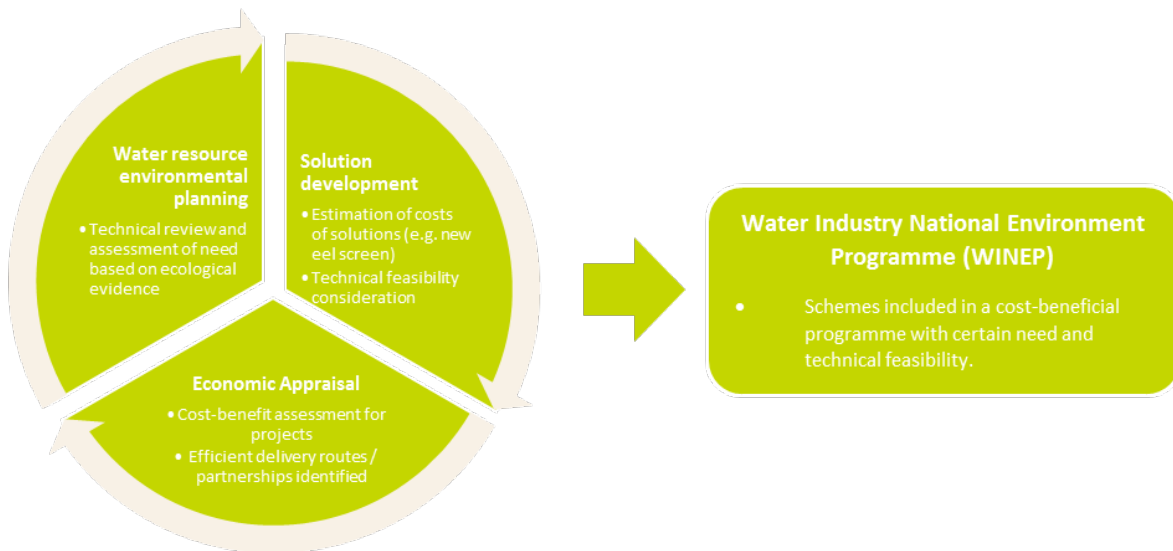 Water resource
environmental
planning
• Technical review and
assessment of need
based on ecological
evidence
Solution
development
• Estimation of costs
of solutions (e.g. new
eel screen)
• Technical feasibility
consideration
Economic Appraisal
• Cost-benefit assessment for
projects
• Efficient delivery routes /
partnerships identified
Water Industry National Environment
Programme (WINEP)
• Schemes included in a cost-beneficial
programme with certain need and
technical feasibility.